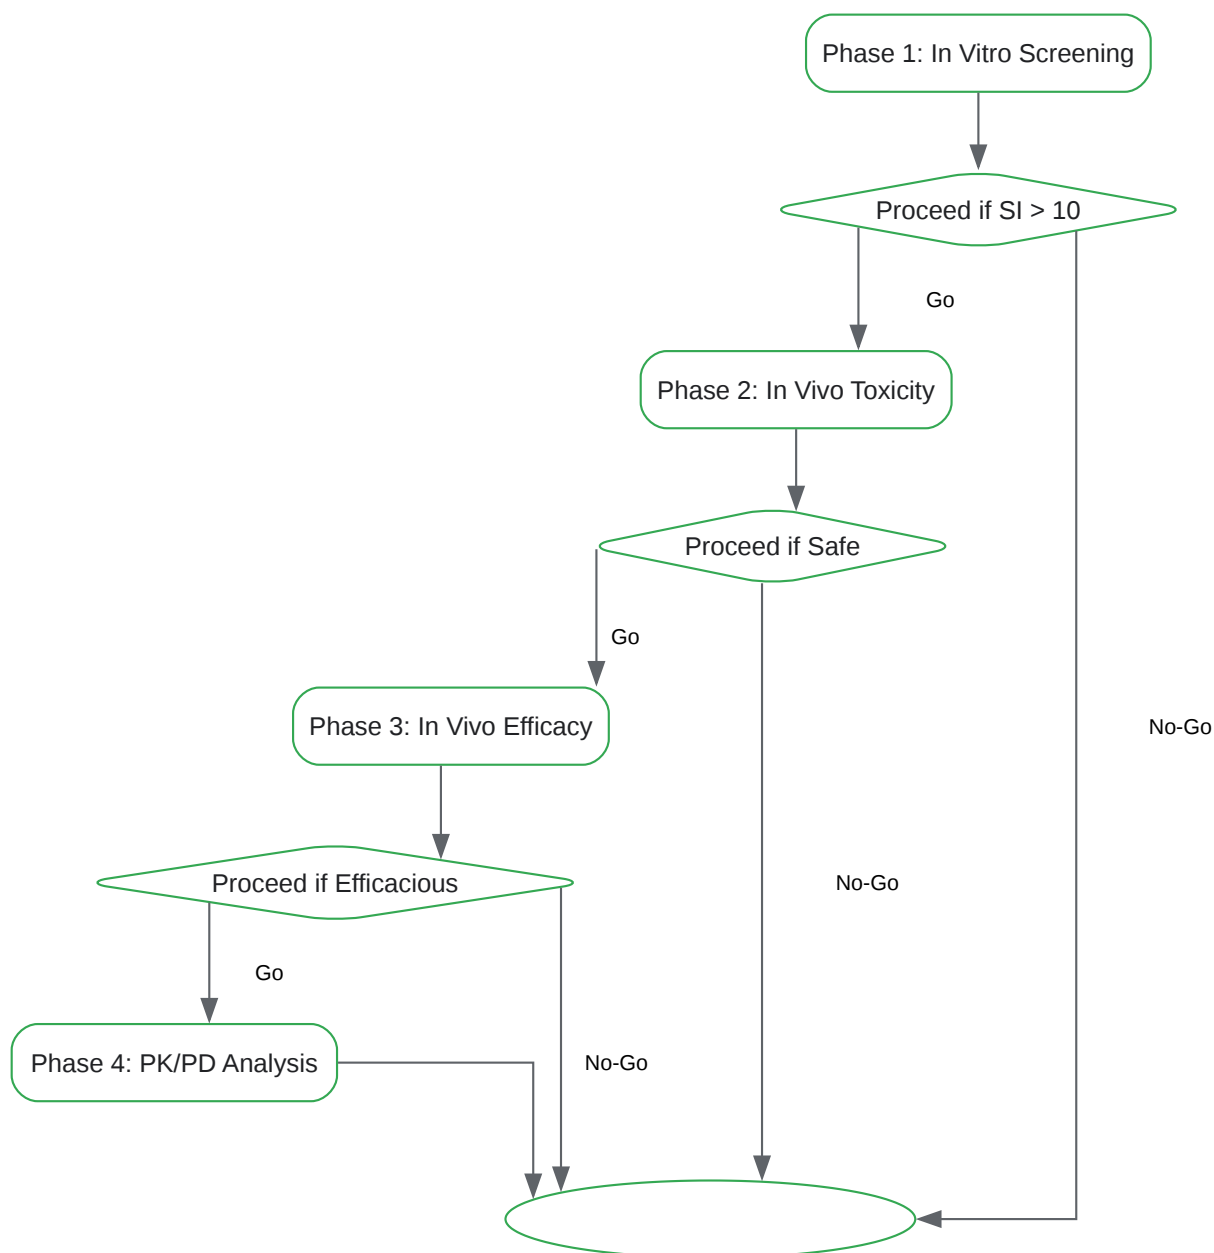 Phase 1: In Vitro Screening
Proceed if SI > 10
Go
Phase 2: In Vivo Toxicity
Proceed if Safe
Go
Phase 3: In Vivo Efficacy
No-Go
Proceed if Efficacious
No-Go
Go
Phase 4: PK/PD Analysis
No-Go